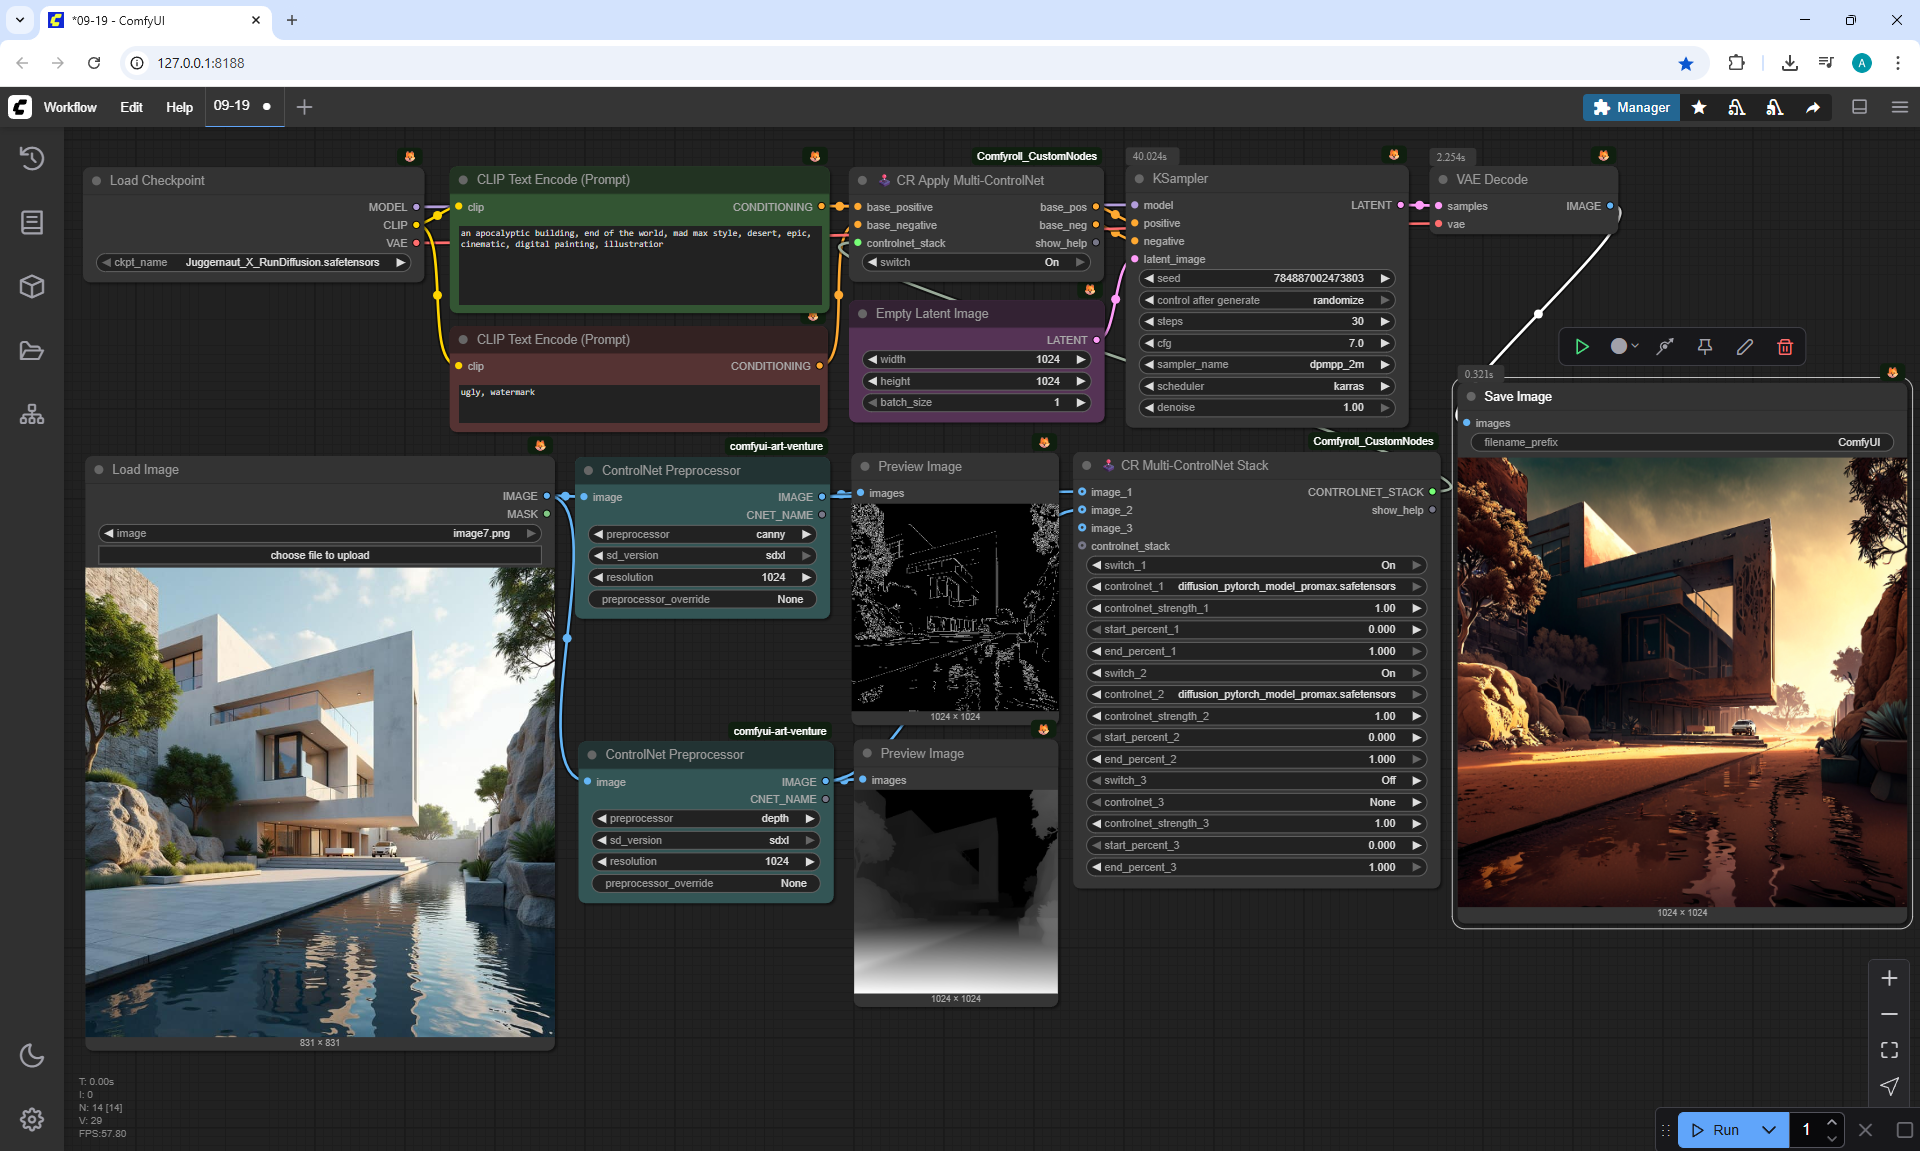 *09-19 - ComfyUI
127.0.0.1:8188
A
Workflow
Edit
Help
09-19
Manager
Load Checkpoint
MODEL
CLIP
VAE
ckpt_name
Juggernaut_X_RunDiffusion.safetensors
CLIP Text Encode (Prompt)
clip
CONDITIONING
an apocalyptic building, end of the world, mad max style, desert, epic,
cinematic, digital painting, illustratior
CLIP Text Encode (Prompt)
clip
CONDITIONING
ugly, watermark
Comfyroll_CustomNodes
CR Apply Multi-ControlNet
base_positive
base_pos
base_negative
base_neg
controlnet_stack
show_help
switch
On
Empty Latent Image
LATENT
width
1024
height
1024
batch_size
1
40.024s
KSampler
model
LATENT
positive
negative
latent_image
seed
784887002473803
control after generate
randomize
steps
30
cfg
7.0
sampler_name
dpmpp_2m
scheduler
karras
denoise
1.00
2.254s
VAE Decode
samples
IMAGE
vae
0.321s
Save Image
images
filename_prefix
ComfyUI
1024 × 1024
Load Image
IMAGE
MASK
image
image7.png
choose file to upload
831 × 831
comfyui-art-venture
ControlNet Preprocessor
image
IMAGE
CNET_NAME
preprocessor
canny
sd_version
sdxl
resolution
1024
preprocessor_override
None
comfyui-art-venture
ControlNet Preprocessor
image
IMAGE
CNET_NAME
preprocessor
depth
sd_version
sdxl
resolution
1024
preprocessor_override
None
Preview Image
images
1024 × 1024
Preview Image
images
1024 × 1024
Comfyroll_CustomNodes
CR Multi-ControlNet Stack
image_1
CONTROLNET_STACK
image_2
show_help
image_3
controlnet_stack
switch_1
On
controlnet_1
diffusion_pytorch_model_promax.safetensors
controlnet_strength_1
1.00
start_percent_1
0.000
end_percent_1
1.000
switch_2
On
controlnet_2
diffusion_pytorch_model_promax.safetensors
controlnet_strength_2
1.00
start_percent_2
0.000
end_percent_2
1.000
switch_3
Off
controlnet_3
None
controlnet_strength_3
1.00
start_percent_3
0.000
end_percent_3
1.000
T: 0.00s
I: 0
N: 14 [14]
V: 29
FPS:57.80
Run
1